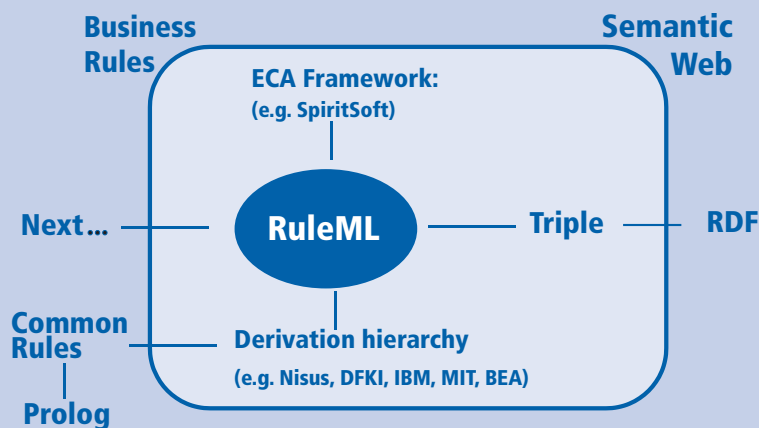 Business
Rules
Semantic
Web
ECA Framework:
(e.g. SpiritSoft)
Next...
RuleML
Triple
RDF
Common
Rules
Derivation hierarchy
(e.g. Nisus, DFKI, IBM, MIT, BEA)
Prolog